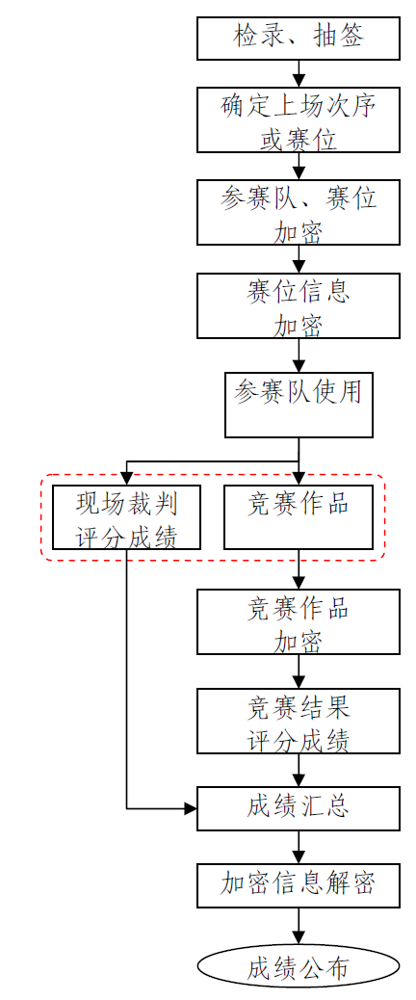 检录、抽签
确定上场次序
或赛位
参赛队、赛位
加密
赛位信息
加密
参赛队使用
现场裁判
评分成绩
竞赛作品
竞赛作品
加密
竞赛结果
评分成绩
成绩汇总
加密信息解密
成绩公布